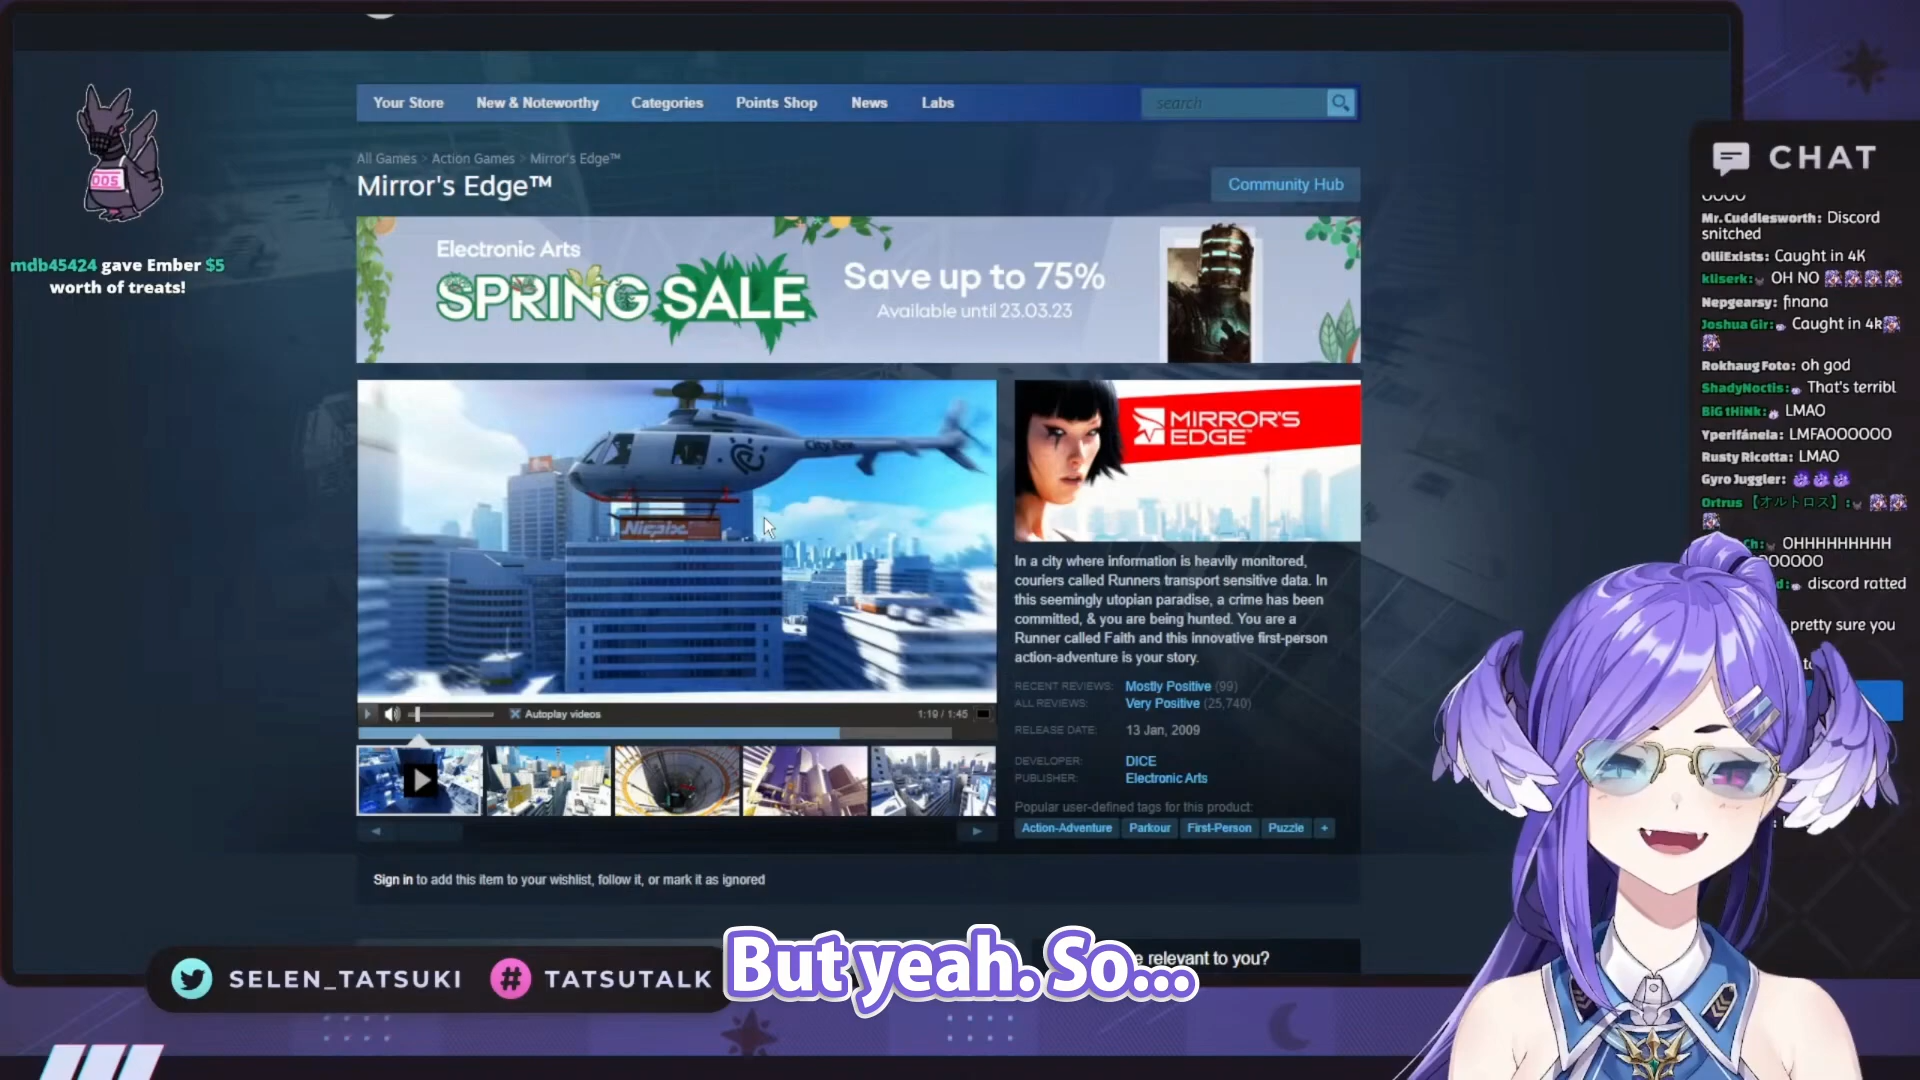 Your Store New & Noteworthy Categories Points Shop News Labs search
All Games > Action Games > Mirror's Edge™
Mirror's Edge™
Community Hub
Electronic Arts
SPRING SALE
Save up to 75%
Available until 23.03.23
005
mdb45424 gave Ember $5
worth of treats!
MIRROR'S
EDGE™
In a city where information is heavily monitored,
couriers called Runners transport sensitive data. In
this seemingly utopian paradise, a crime has been
committed, & you are being hunted. You are a
Runner called Faith and this innovative first-person
action-adventure is your story.
RECENT REVIEWS: Mostly Positive (99)
ALL REVIEWS: Very Positive (25,740)
RELEASE DATE: 13 Jan, 2009
DEVELOPER: DICE
PUBLISHER: Electronic Arts
Popular user-defined tags for this product:
Action-Adventure Parkour First-Person Puzzle +
Autoplay videos
1:19 / 1:45
Sign in to add this item to your wishlist, follow it, or mark it as ignored
e relevant to you?
CHAT
Mr.Cuddlesworth: Discord
snitched
OlliExists: Caught in 4K
kliserk: OH NO
Nepgearsy: finana
Joshua Gir: Caught in 4k
Rokhaug Foto: oh god
ShadyNoctis: That's terribl
BiG tHiNk: LMAO
Yperifáneia: LMFAOOOOOO
Rusty Ricotta: LMAO
Gyro Juggler:
Ortrus【オルトロス】:
Ch: OHHHHHHHHH
OOOOO
d: discord ratted
pretty sure you
SELEN_TATSUKI # TATSUTALK
But yeah. So...